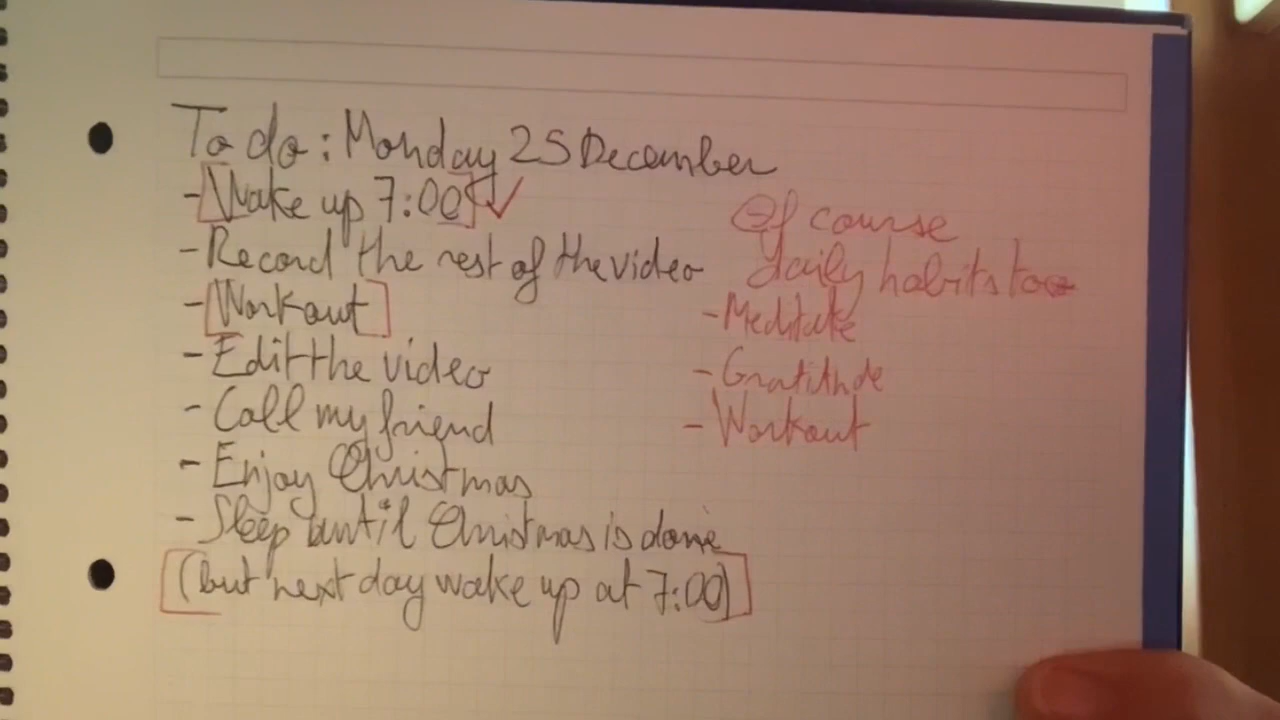 To do: Monday 25 December
- Wake up 7:00
- Record the rest of the video
- Workout
- Edit the video
- Call my friend
- Enjoy Christmas
- Sleep until Christmas is done
(but next day wake up at 7:00)
Of course
daily habits too
- Meditate
- Gratitude
- Workout